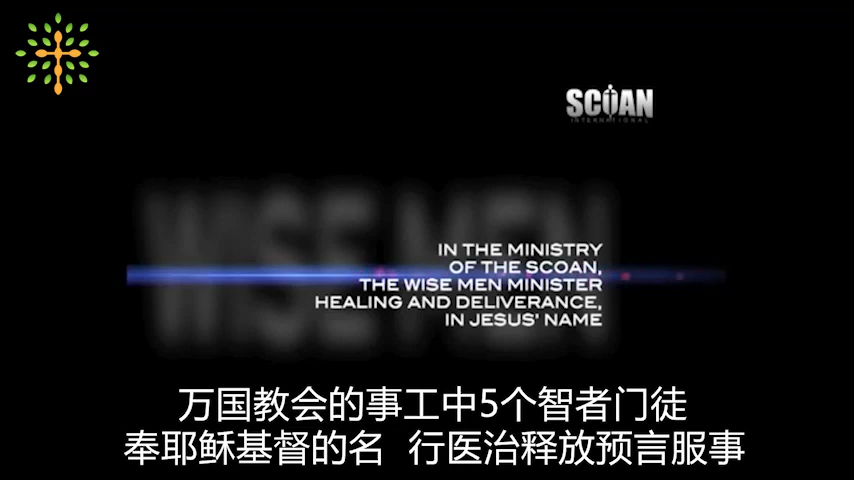 SCOAN
INTERNATIONAL
WISE MEN
IN THE MINISTRY
OF THE SCOAN,
THE WISE MEN MINISTER
HEALING AND DELIVERANCE,
IN JESUS' NAME
万国教会的事工中5个智者门徒
奉耶稣基督的名 行医治释放预言服事